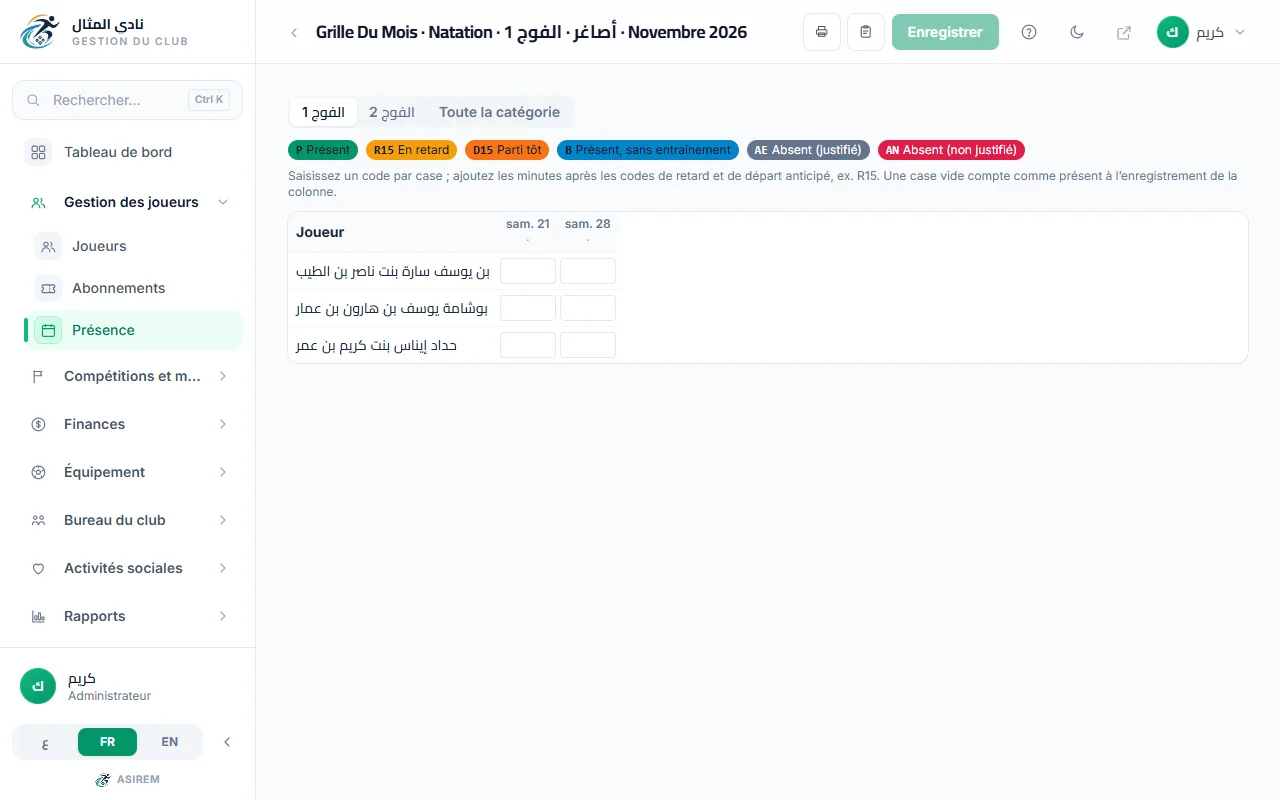 نادي المثال
GESTION DU CLUB
Rechercher...
Ctrl K
Tableau de bord
Gestion des joueurs
Joueurs
Abonnements
Présence
Compétitions et m...
Finances
Équipement
Bureau du club
Activités sociales
Rapports
ك
كريم
Administrateur
ع
FR
EN
ASIREM
Grille Du Mois · Natation · أصاغر · الفوج 1 · Novembre 2026
Enregistrer
ك
كريم
الفوج 1
الفوج 2
Toute la catégorie
P Présent
R15 En retard
D15 Parti tôt
B Présent, sans entraînement
AE Absent (justifié)
AN Absent (non justifié)
Saisissez un code par case ; ajoutez les minutes après les codes de retard et de départ anticipé, ex. R15. Une case vide compte comme présent à l’enregistrement de la
colonne.
Joueur
sam. 21
·
sam. 28
·
بن يوسف سارة بنت ناصر بن الطيب
بوشامة يوسف بن هارون بن عمار
حداد إيناس بنت كريم بن عمر